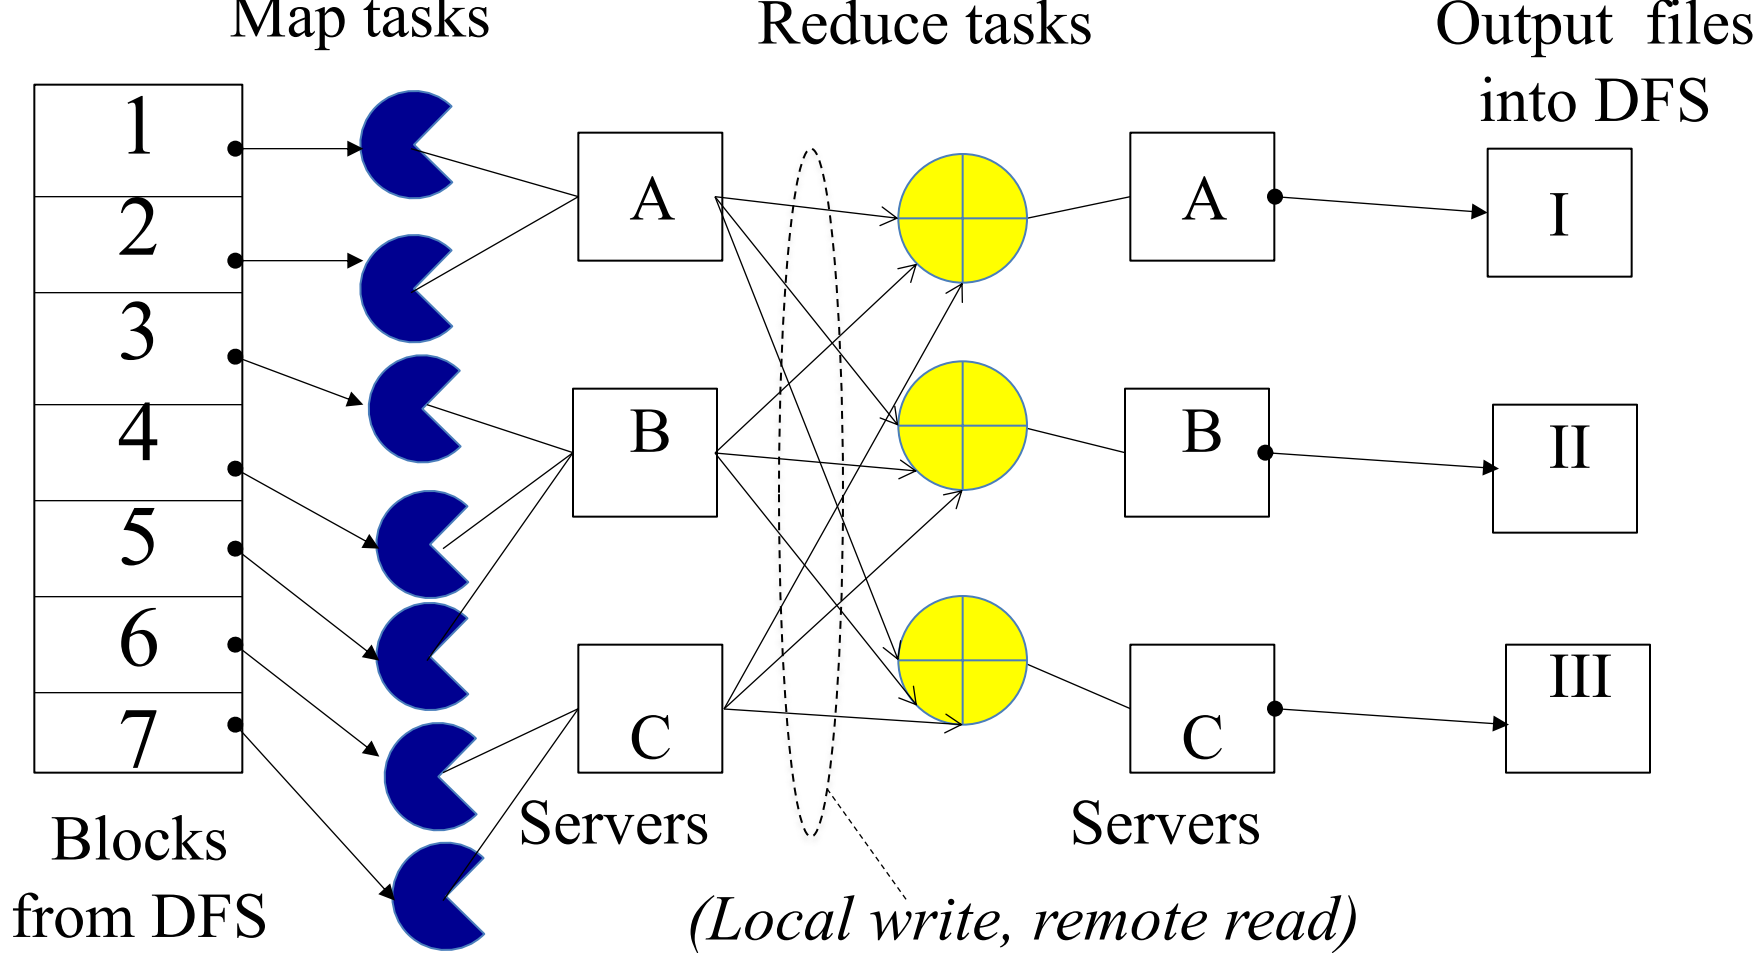 Map tasks
Reduce tasks
Output files
into DFS
1
2
3
4
5
6
7
A
B
C
A
B
C
I
II
III
Servers
Servers
Blocks
from DFS
(Local write, remote read)